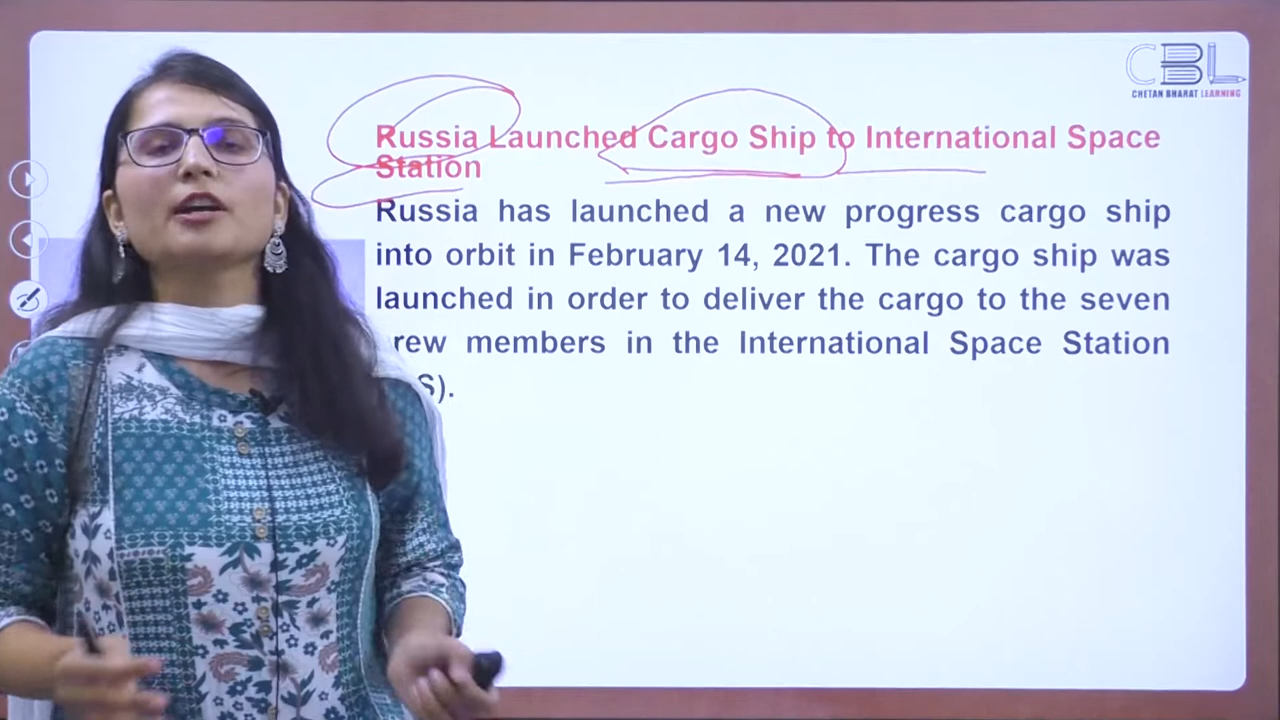 CBL
CHETAN BHARAT LEARNING
Russia Launched Cargo Ship to International Space
Station
Russia has launched a new progress cargo ship
into orbit in February 14, 2021. The cargo ship was
launched in order to deliver the cargo to the seven
rew members in the International Space Station
S).